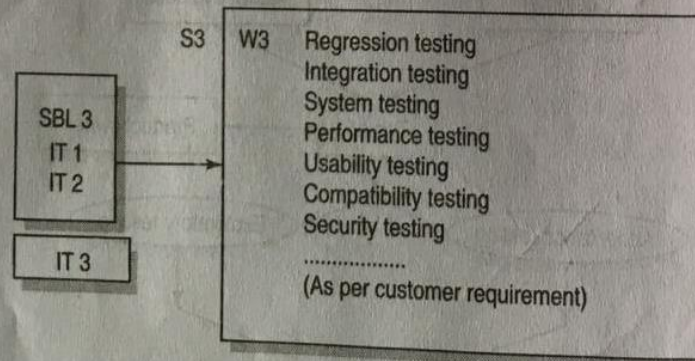 S3 W3 Regression testing
Integration testing
System testing
Performance testing
Usability testing
Compatibility testing
Security testing
..................
(As per customer requirement)
SBL 3
IT 1
IT 2
IT 3